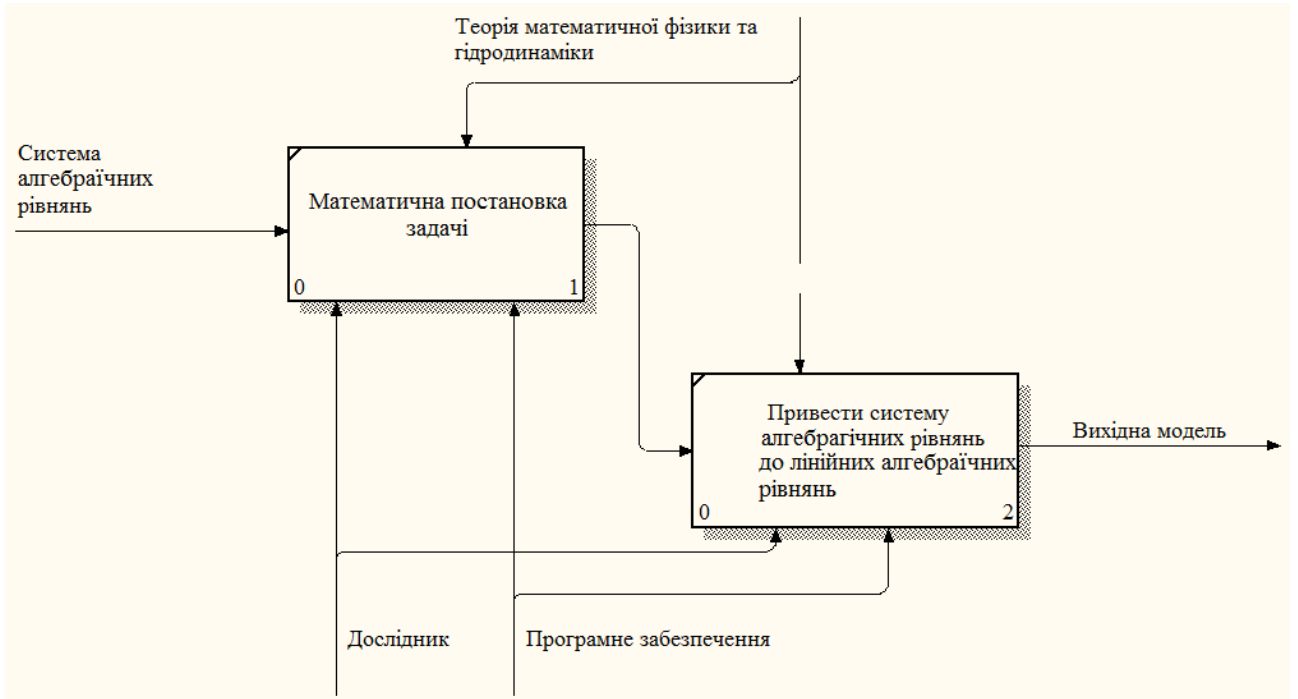 Теорія математичної фізики та
гідродинаміки
Система
алгебраїчних
рівнянь
Математична постановка
задачі
0
1
Привести систему
алгебрагічних рівнянь
до лінійних алгебраїчних
рівнянь
0
2
Вихідна модель
Дослідник
Програмне забезпечення